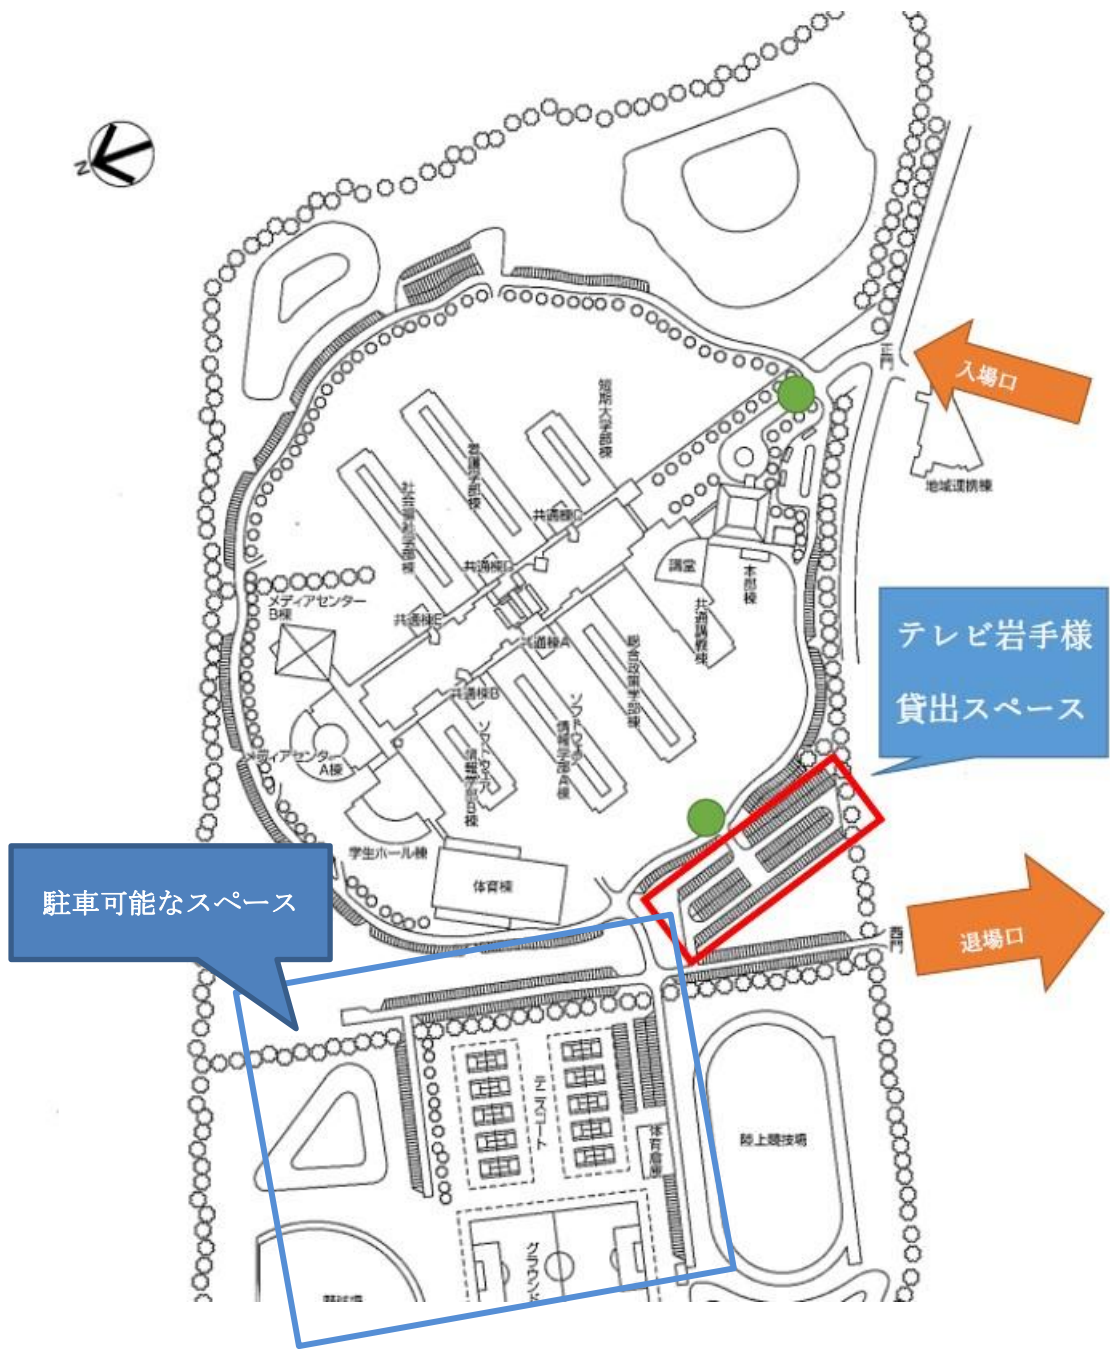 N
正門
入場口
地域連携棟
短期大学部棟
看護学部棟
社会福祉学部棟
共通棟C
共通棟D
講堂
本部棟
共通講義棟
メディアセンター
B棟
共通棟E
共通棟A
総合政策学部棟
テレビ岩手様
貸出スペース
共通棟B
ソフトウェア
情報学部A棟
ソフトウェア
情報学部B棟
メディアセンター
A棟
学生ホール棟
体育棟
駐車可能なスペース
西門
退場口
テニスコート
体育倉庫
陸上競技場
グラウンド
野球場